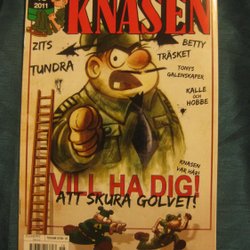 2011
KNASEN
ZITS
BETTY
TUNDRA
TRÄSKET
TONYS
GALENSKAPER
KALLE
OCH
HOBBE
KNASEN
VAR HÄR!
VILL HA DIG!
ATT SKURA GOLVET!